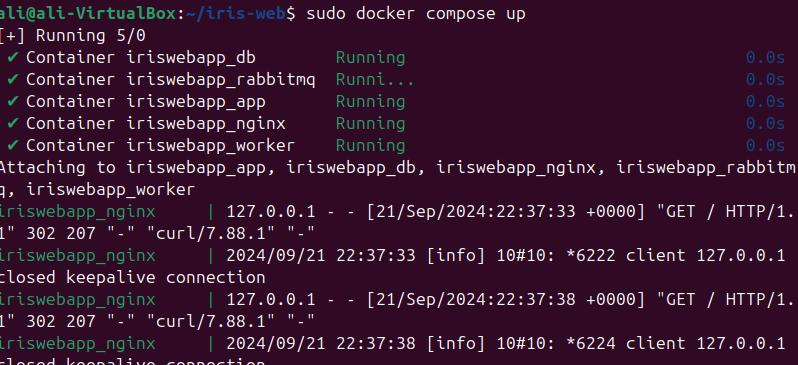 ali@ali-VirtualBox:~/iris-web$ sudo docker compose up
[+] Running 5/0
✔ Container iriswebapp_db Running 0.0s
✔ Container iriswebapp_rabbitmq Runni... 0.0s
✔ Container iriswebapp_app Running 0.0s
✔ Container iriswebapp_nginx Running 0.0s
✔ Container iriswebapp_worker Running 0.0s
Attaching to iriswebapp_app, iriswebapp_db, iriswebapp_nginx, iriswebapp_rabbitm
q, iriswebapp_worker
iriswebapp_nginx | 127.0.0.1 - - [21/Sep/2024:22:37:33 +0000] "GET / HTTP/1.
1" 302 207 "-" "curl/7.88.1" "-"
iriswebapp_nginx | 2024/09/21 22:37:33 [info] 10#10: *6222 client 127.0.0.1
closed keepalive connection
iriswebapp_nginx | 127.0.0.1 - - [21/Sep/2024:22:37:38 +0000] "GET / HTTP/1.
1" 302 207 "-" "curl/7.88.1" "-"
iriswebapp_nginx | 2024/09/21 22:37:38 [info] 10#10: *6224 client 127.0.0.1
closed keepalive connection